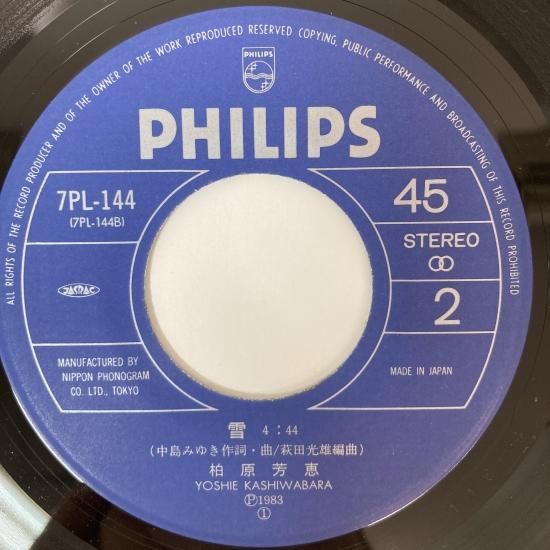 ALL RIGHTS OF THE RECORD PRODUCER AND OF THE OWNER OF THE WORK REPRODUCED RESERVED COPYING, PUBLIC PERFORMANCE AND BROADCASTING OF THIS RECORD PROHIBITED
PHILIPS
PHILIPS
7PL-144
(7PL-144B)
45
STEREO
2
JASRAC
MANUFACTURED BY
NIPPON PHONOGRAM
CO. LTD., TOKYO
MADE IN JAPAN
雪 4:44
(中島みゆき作詞・曲/萩田光雄編曲)
柏原芳恵
YOSHIE KASHIWABARA
Ⓟ1983
①